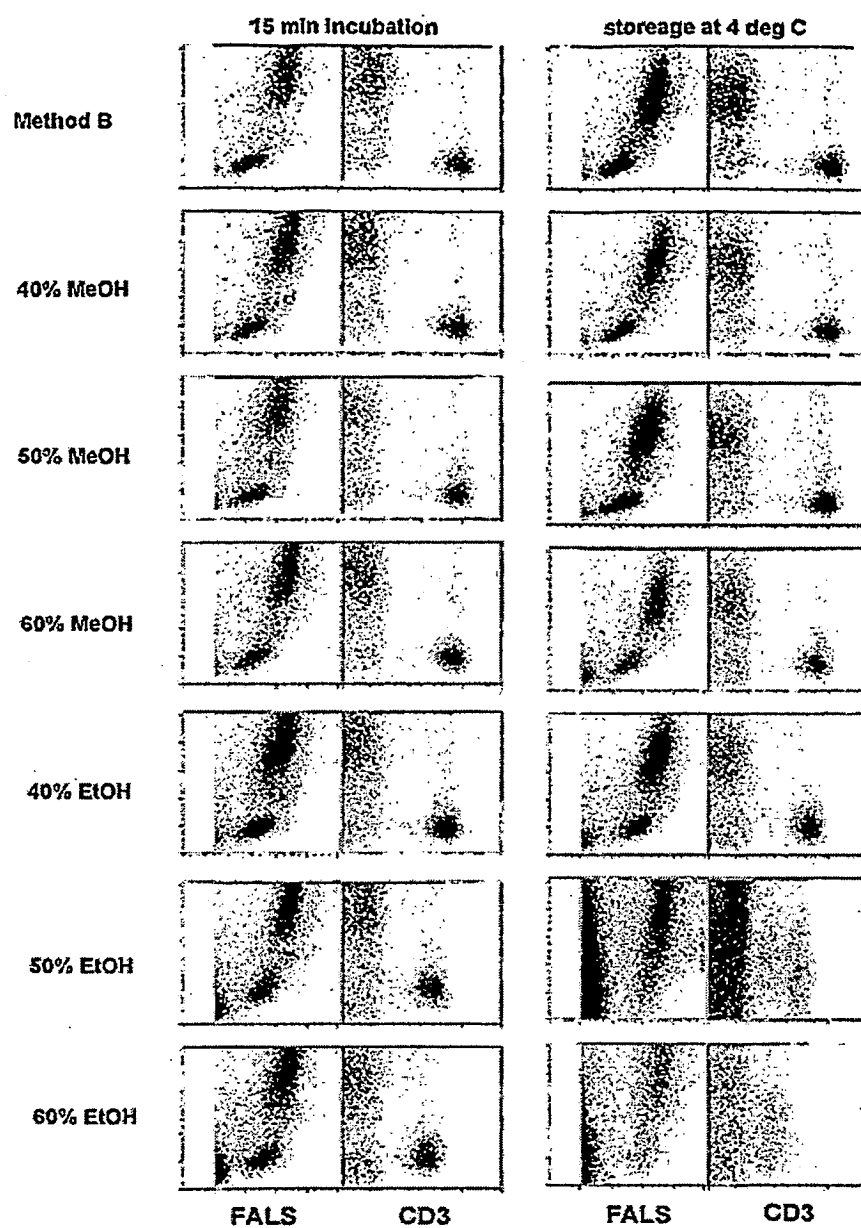 15 min incubation storeage at 4 deg C
Method B
40% MeOH
50% MeOH
60% MeOH
40% EtOH
50% EtOH
60% EtOH
FALS CD3 FALS CD3